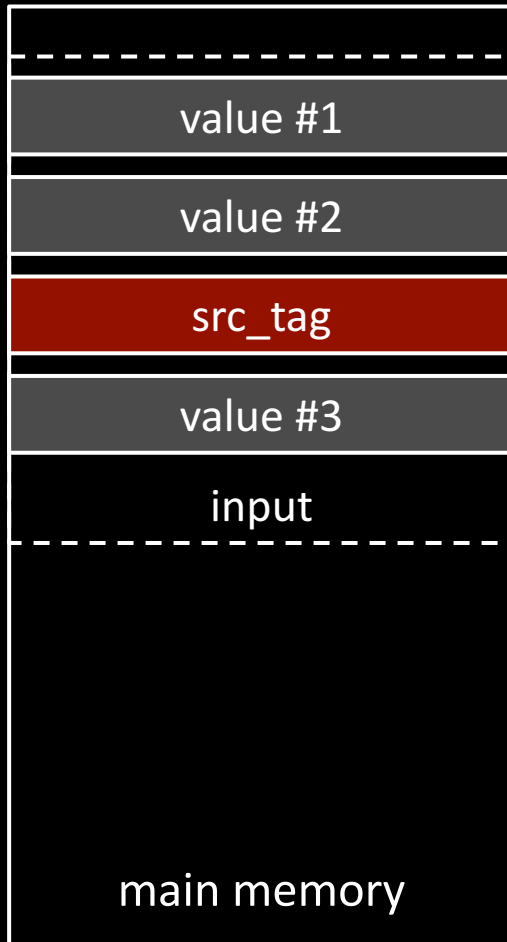 value #1
value #2
src_tag
value #3
input
main memory